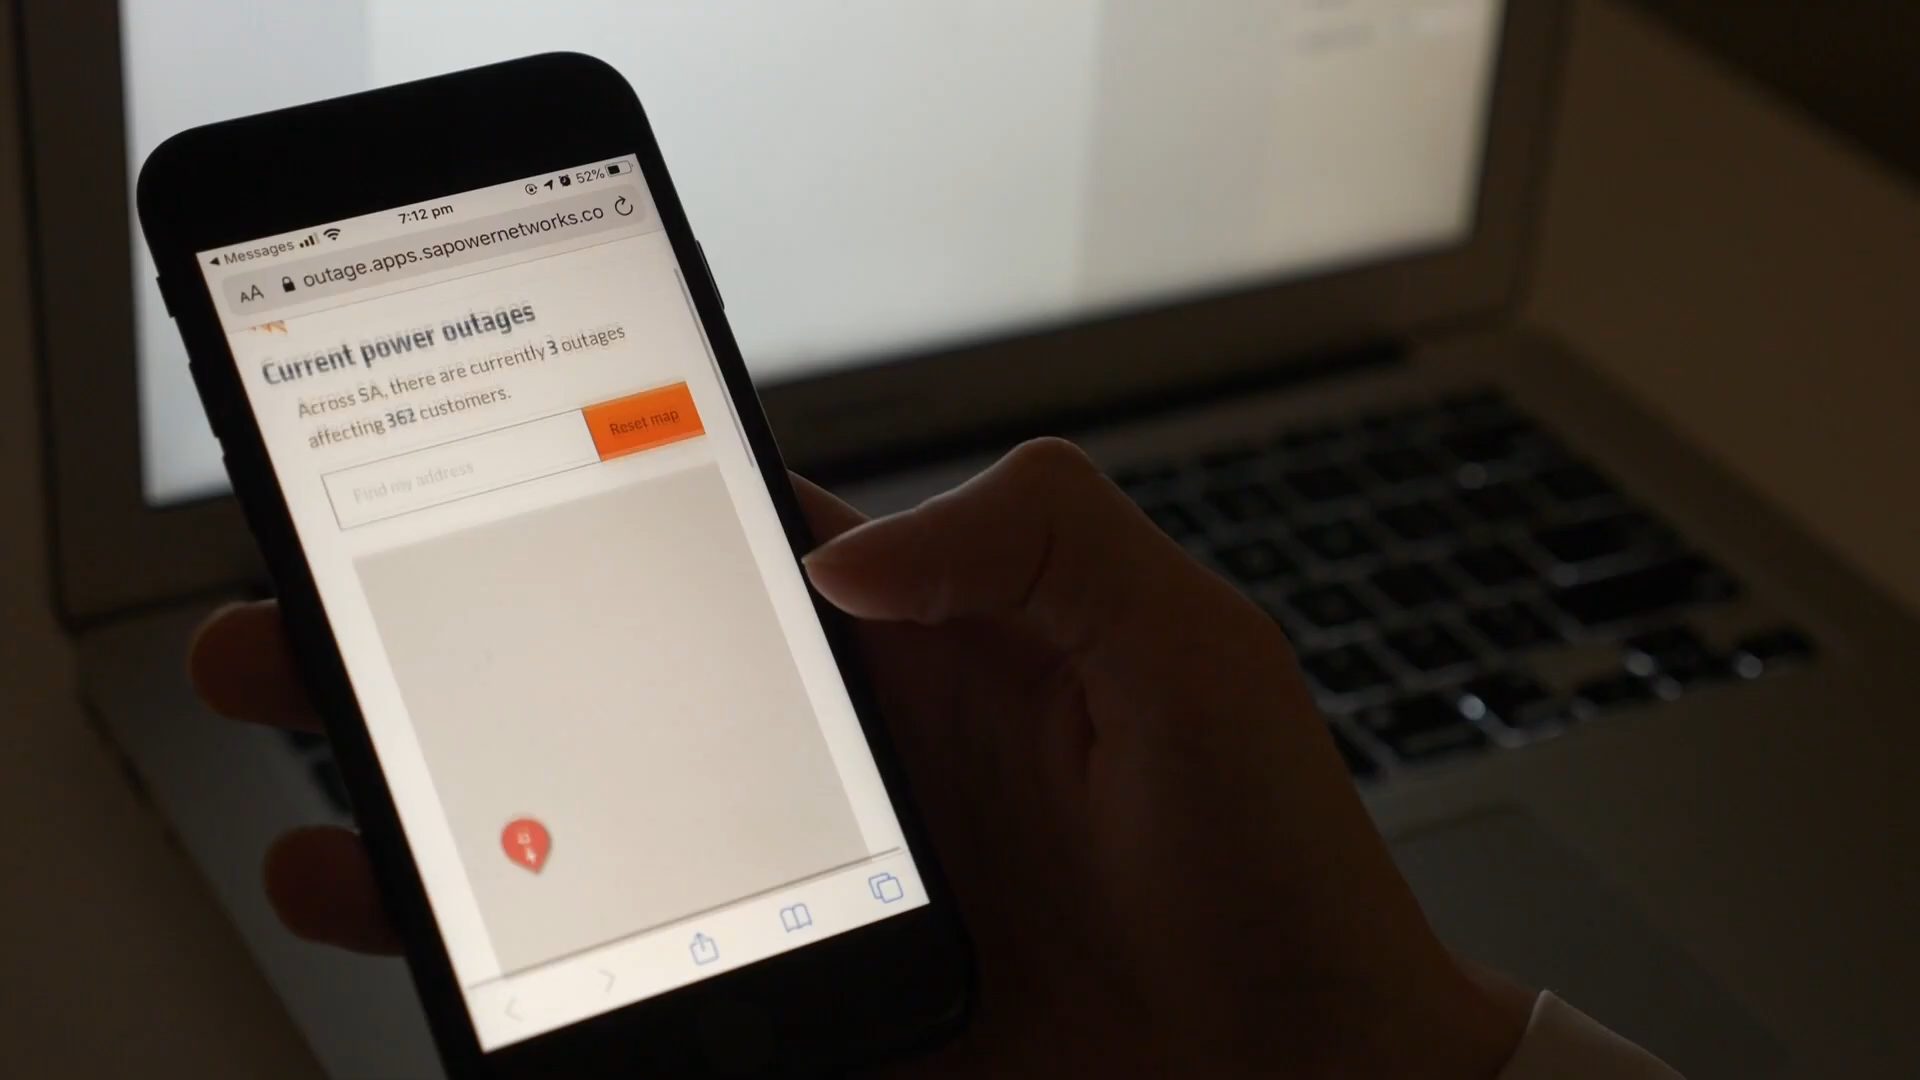 Messages
7:12 pm
52%
AA outage.apps.sapowernetworks.co
Current power outages
Across SA, there are currently 3 outages
affecting 362 customers.
Find my address
Reset map